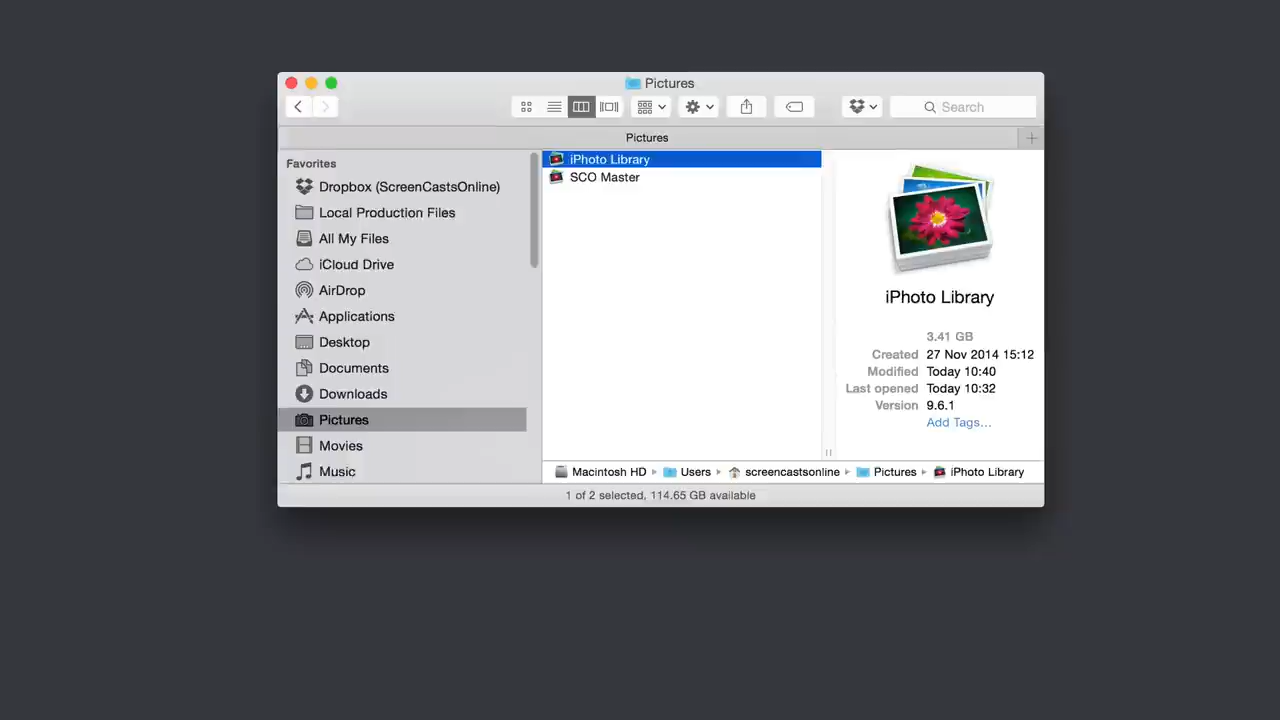 Pictures
Search
Pictures
Favorites
Dropbox (ScreenCastsOnline)
Local Production Files
All My Files
iCloud Drive
AirDrop
Applications
Desktop
Documents
Downloads
Pictures
Movies
Music
iPhoto Library
SCO Master
iPhoto Library
3.41 GB
Created 27 Nov 2014 15:12
Modified Today 10:40
Last opened Today 10:32
Version 9.6.1
Add Tags…
Macintosh HD Users screencastsonline Pictures iPhoto Library
1 of 2 selected, 114.65 GB available